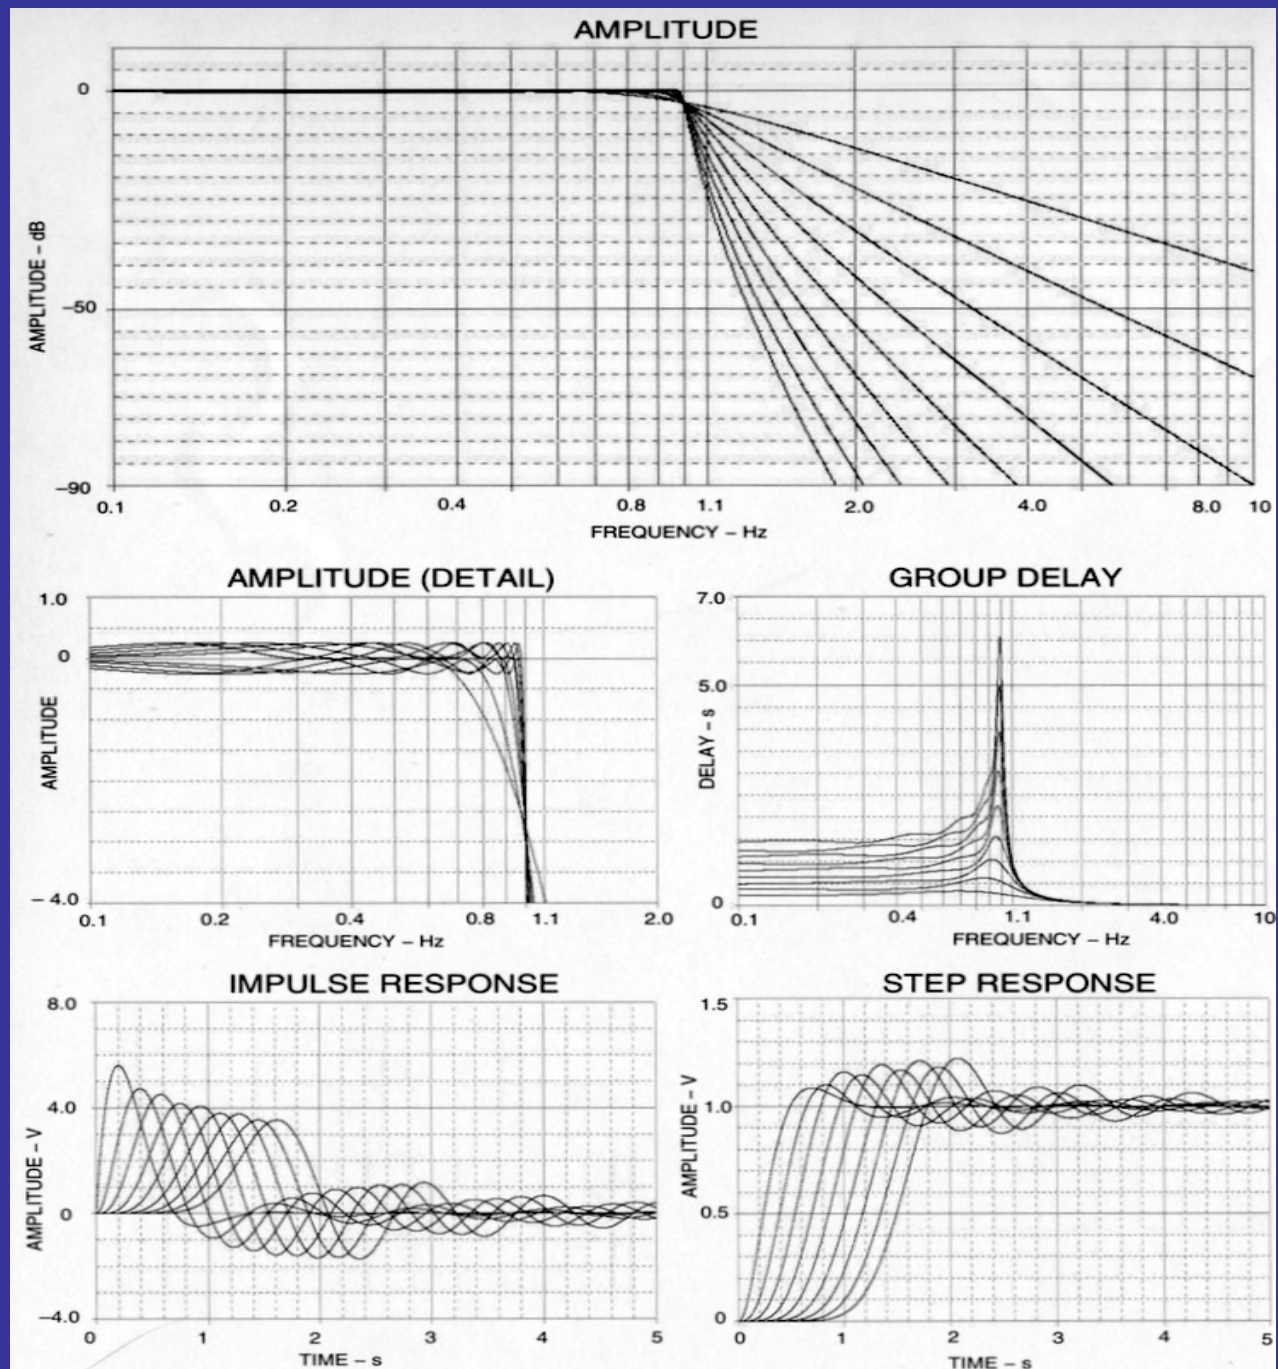 AMPLITUDE
0
–50
–90
AMPLITUDE – dB
0.1 0.2 0.4 0.8 1.1 2.0 4.0 8.0 10
FREQUENCY – Hz
AMPLITUDE (DETAIL)
1.0
0
– 4.0
AMPLITUDE
0.1 0.2 0.4 0.8 1.1 2.0
FREQUENCY – Hz
GROUP DELAY
7.0
5.0
0
DELAY – s
0.1 0.4 1.1 4.0 10
FREQUENCY – Hz
IMPULSE RESPONSE
8.0
4.0
0
–4.0
AMPLITUDE – V
0 1 2 3 4 5
TIME – s
STEP RESPONSE
1.5
1.0
0.5
0
AMPLITUDE – V
0 1 2 3 4 5
TIME – s